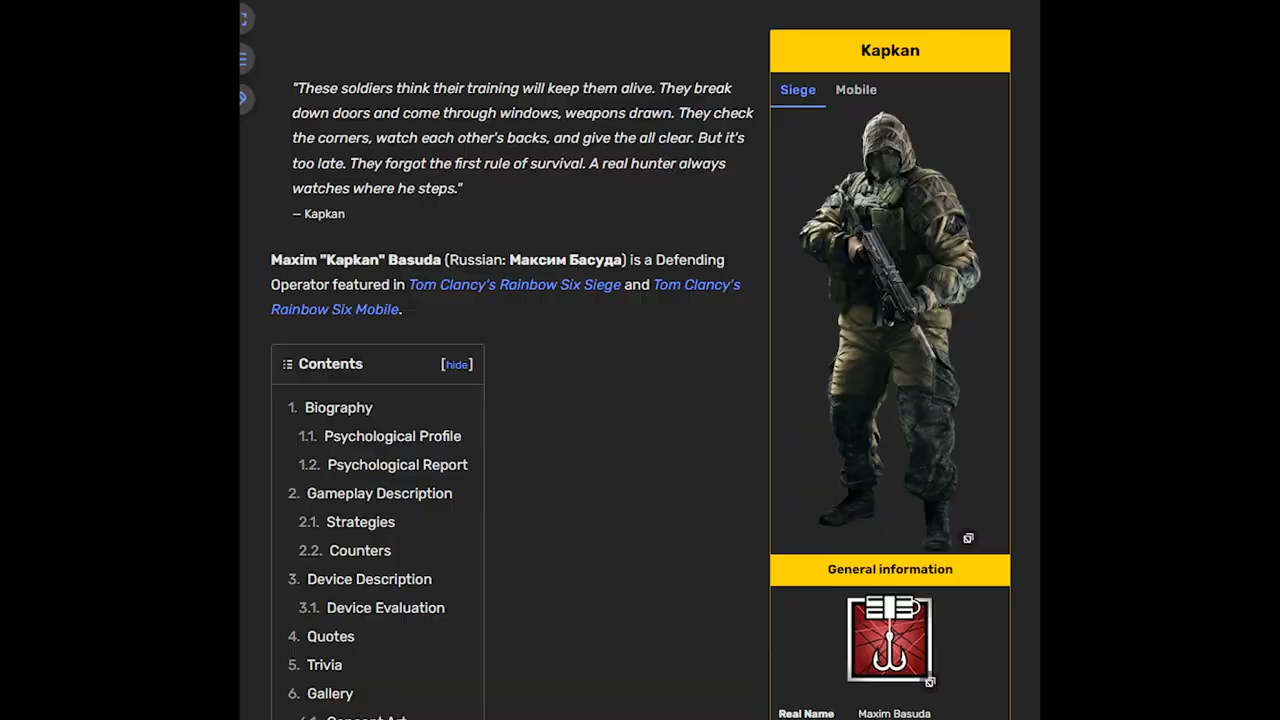 "These soldiers think their training will keep them alive. They break
down doors and come through windows, weapons drawn. They check
the corners, watch each other's backs, and give the all clear. But it's
too late. They forgot the first rule of survival. A real hunter always
watches where he steps."
— Kapkan
Maxim "Kapkan" Basuda (Russian: Максим Басуда) is a Defending
Operator featured in Tom Clancy's Rainbow Six Siege and Tom Clancy's
Rainbow Six Mobile.
Contents [hide]
1. Biography
1.1. Psychological Profile
1.2. Psychological Report
2. Gameplay Description
2.1. Strategies
2.2. Counters
3. Device Description
3.1. Device Evaluation
4. Quotes
5. Trivia
6. Gallery
6.1. Concept Art
Kapkan
Siege Mobile
General information
Real Name Maxim Basuda